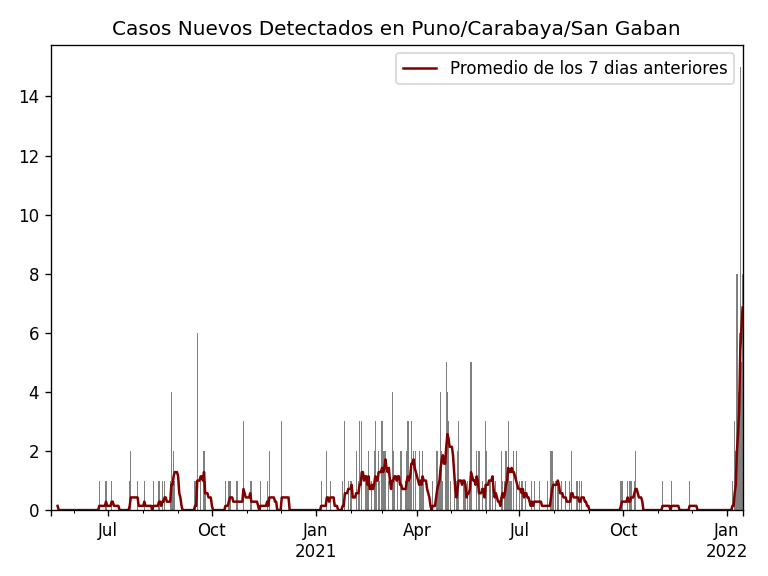 Casos Nuevos Detectados en Puno/Carabaya/San Gaban
Promedio de los 7 dias anteriores
14
12
10
8
6
4
2
0
Jul
Oct
Jan
2021
Apr
Jul
Oct
Jan
2022